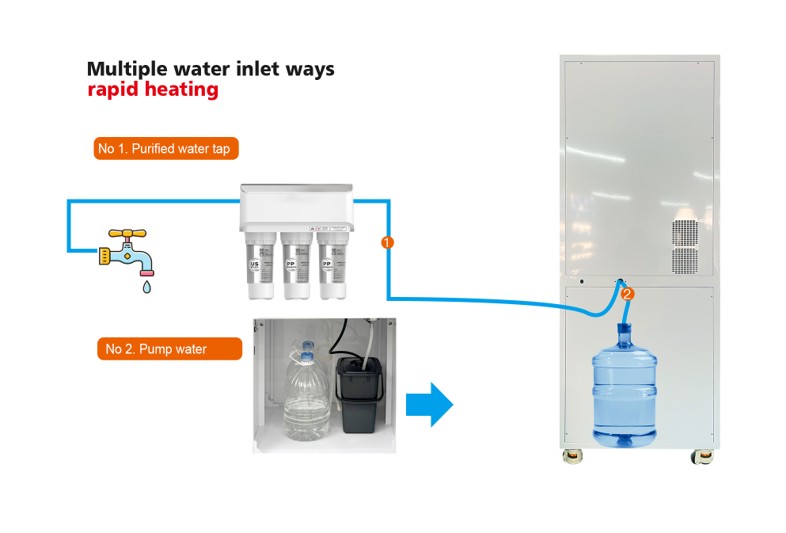 Multiple water inlet ways
rapid heating
No 1. Purified water tap
US
PP
PP
1
2
No 2. Pump water